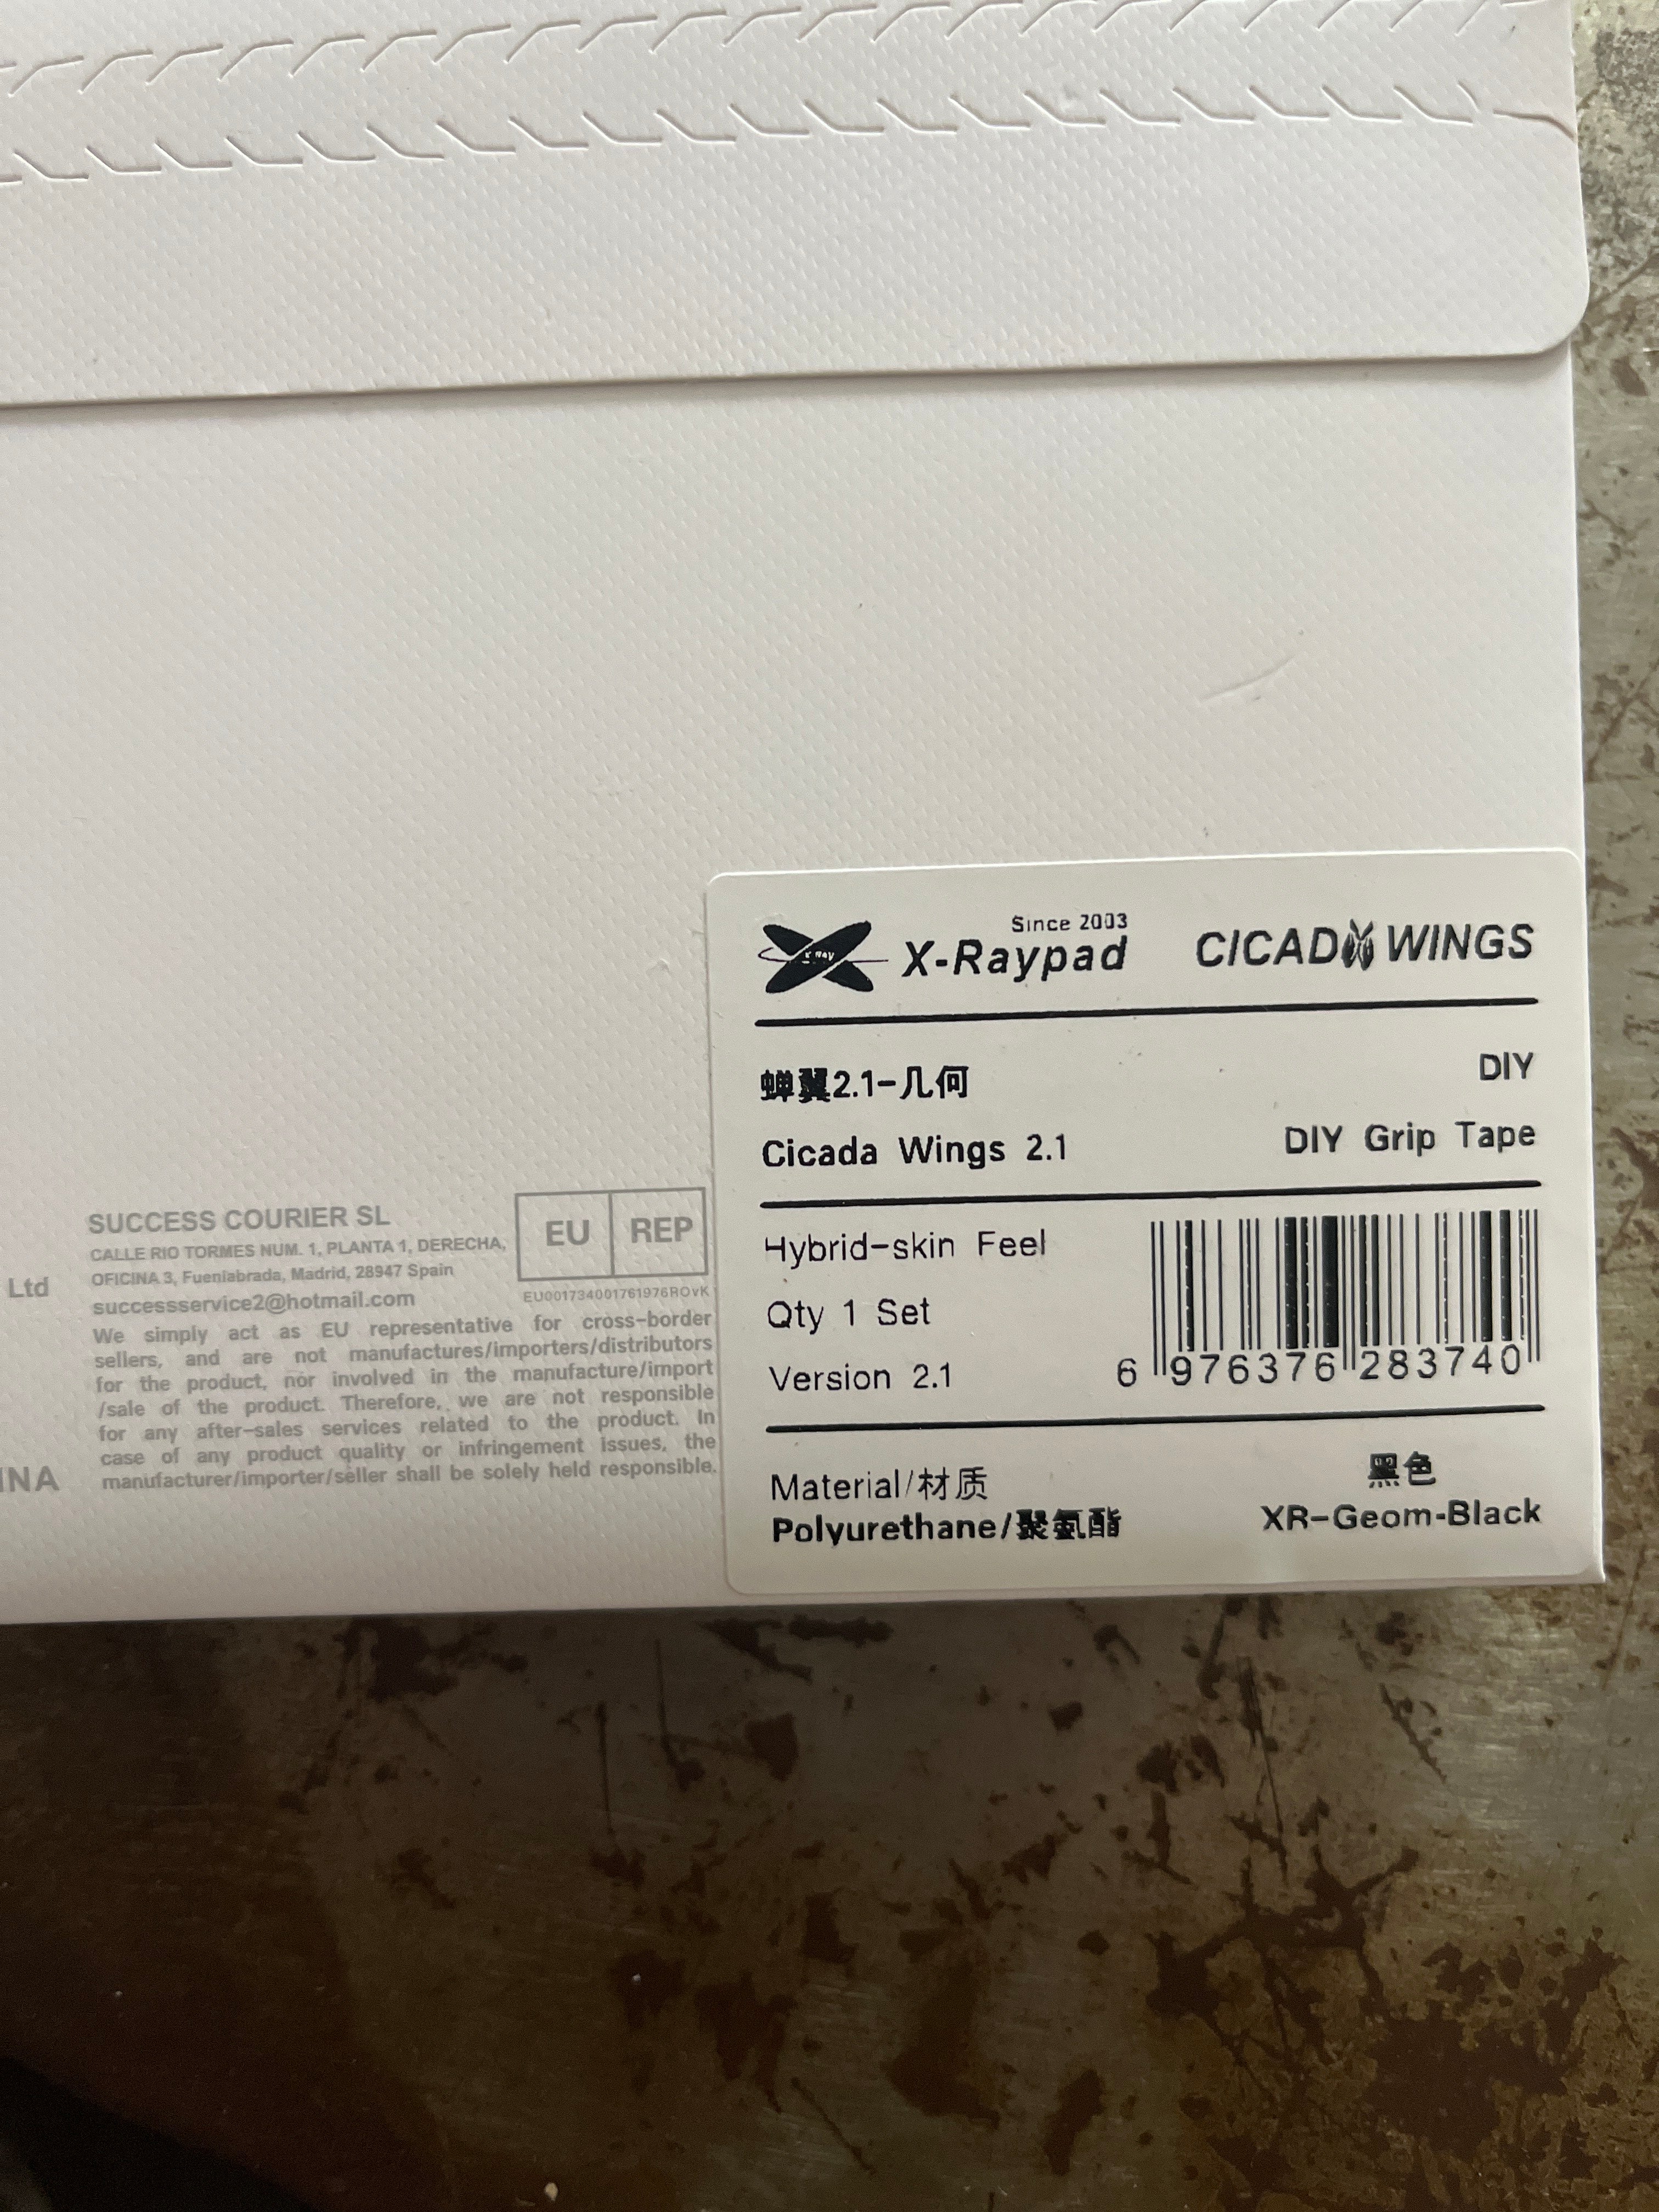 Ltd
INA
SUCCESS COURIER SL
CALLE RIO TORMES NUM. 1, PLANTA 1, DERECHA,
OFICINA 3, Fuenlabrada, Madrid, 28947 Spain
successservice2@hotmail.com
EU REP
EU001734001761976ROvK
We simply act as EU representative for cross-border
sellers, and are not manufactures/importers/distributors
for the product, nor involved in the manufacture/import
/sale of the product. Therefore, we are not responsible
for any after-sales services related to the product. In
case of any product quality or infringement issues, the
manufacturer/importer/seller shall be solely held responsible.
X RAY
Since 2003
X-Raypad
CICADA WINGS
蝉翼2.1-几何
DIY
Cicada Wings 2.1
DIY Grip Tape
Hybrid-skin Feel
Qty 1 Set
Version 2.1
6 976376 283740
Material/材质
黑色
Polyurethane/聚氨酯
XR-Geom-Black